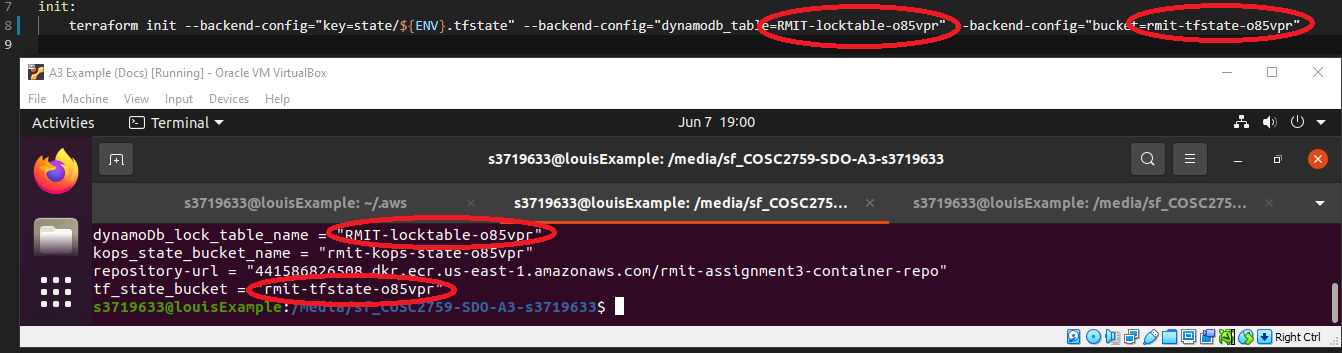 7 init:
8 terraform init --backend-config="key=state/${ENV}.tfstate" --backend-config="dynamodb_table=RMIT-locktable-o85vpr" --backend-config="bucket=rmit-tfstate-o85vpr"
9
A3 Example (Docs) [Running] - Oracle VM VirtualBox
File Machine View Input Devices Help
Activities Terminal Jun 7 19:00
s3719633@louisExample: /media/sf_COSC2759-SDO-A3-s3719633
s3719633@louisExample: ~/.aws s3719633@louisExample: /media/sf_COSC275... s3719633@louisExample: /media/sf_COSC275...
dynamoDb_lock_table_name = "RMIT-locktable-o85vpr"
kops_state_bucket_name = "rmit-kops-state-o85vpr"
repository-url = "441586826508.dkr.ecr.us-east-1.amazonaws.com/rmit-assignment3-container-repo"
tf_state_bucket = "rmit-tfstate-o85vpr"
s3719633@louisExample:/media/sf_COSC2759-SDO-A3-s3719633$
Right Ctrl